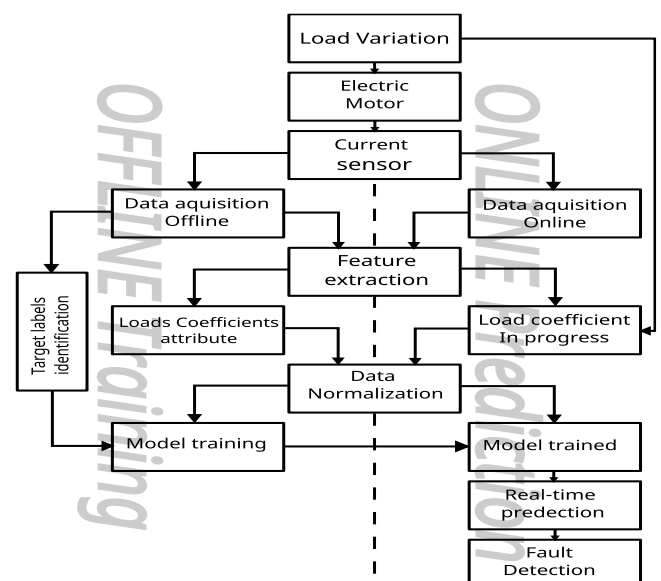 Load Variation
Electric
Motor
Current
sensor
Data aquisition
Offline
Data aquisition
Online
Feature
extraction
Target labels
identification
Loads Coefficients
attribute
Load coefficient
In progress
Data
Normalization
Model training
Model trained
Real-time
predection
Fault
Detection
OFFLINE Training
ONLINE Prediction